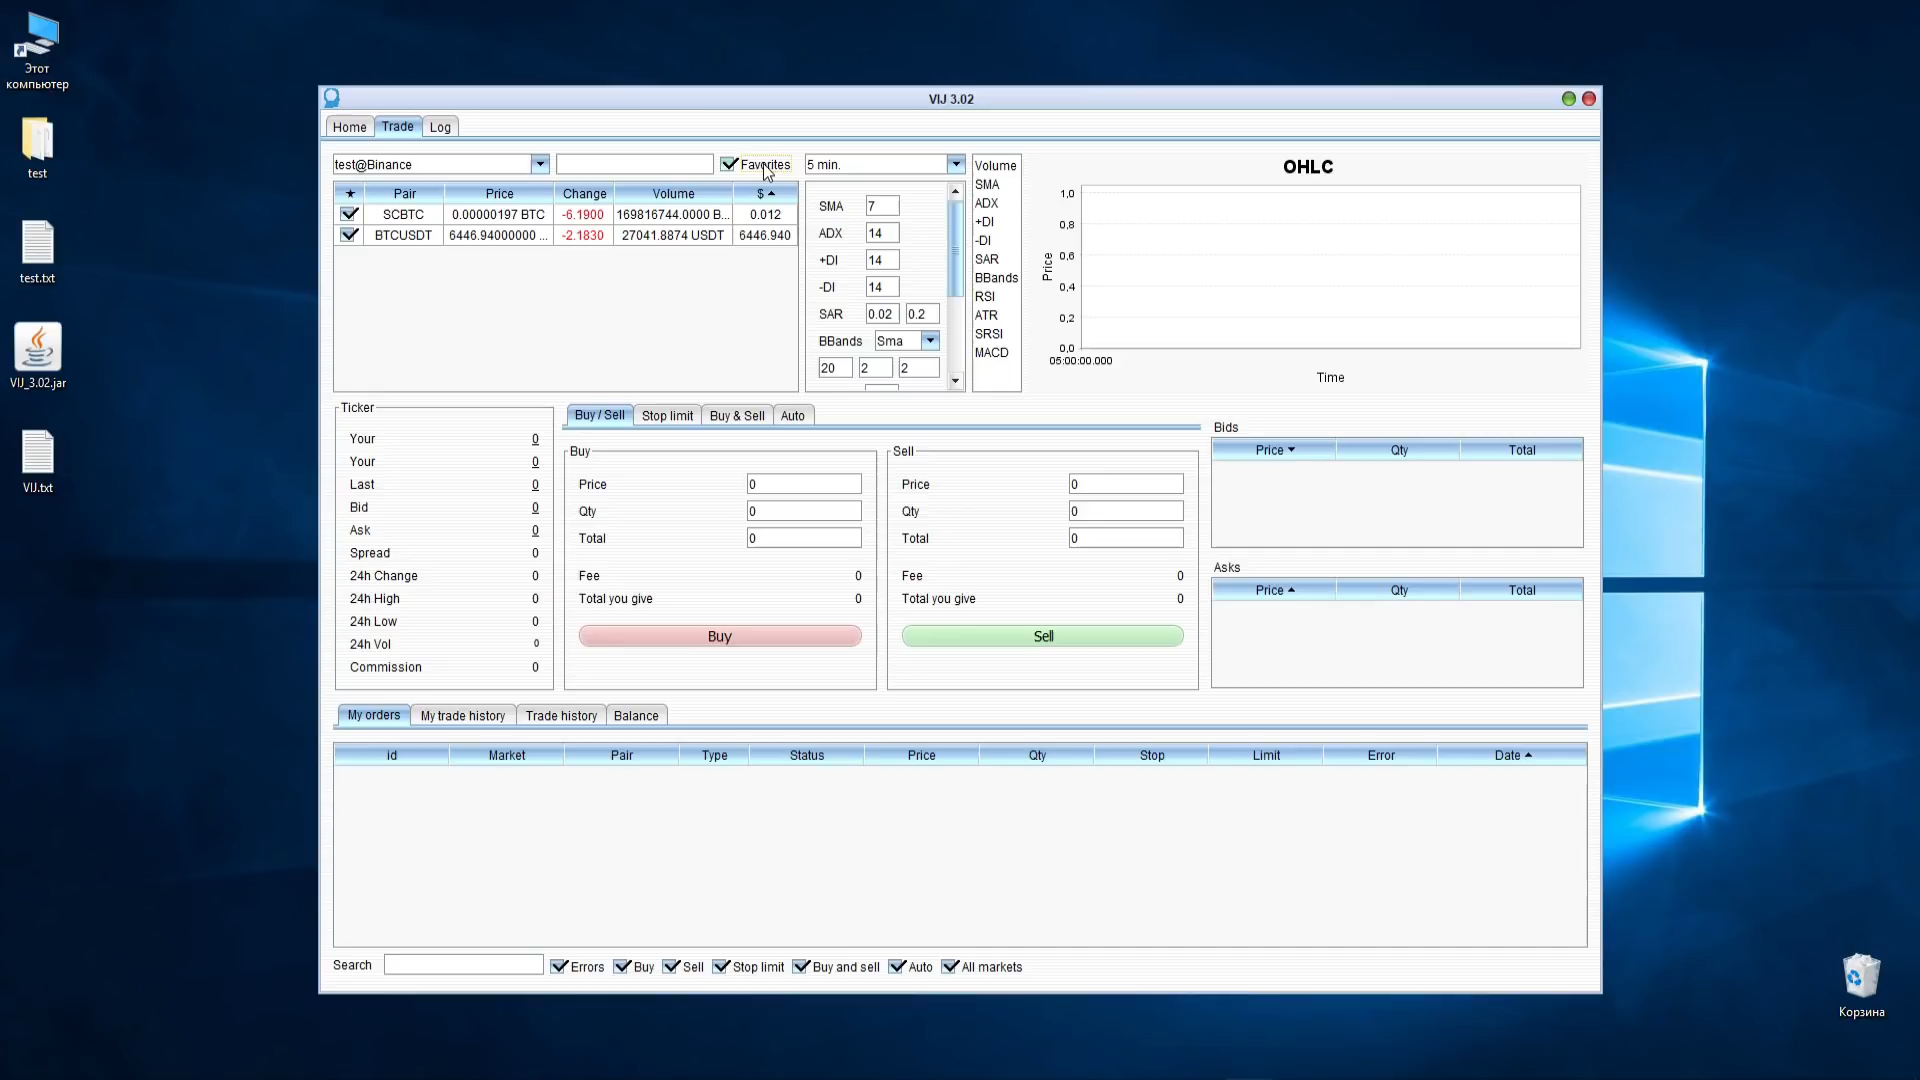 Этот
компьютер
test
test.txt
VIJ_3.02.jar
VIJ.txt
Корзина
VIJ 3.02
Home Trade Log
test@Binance Favorites 5 min.
★ Pair Price Change Volume $
SCBTC 0.00000197 BTC -6.1900 169816744.0000 B... 0.012
BTCUSDT 6446.94000000 ... -2.1830 27041.8874 USDT 6446.940
SMA 7
ADX 14
+DI 14
-DI 14
SAR 0.02 0.2
BBands Sma
20 2 2
Volume
SMA
ADX
+DI
-DI
SAR
BBands
RSI
ATR
SRSI
MACD
OHLC
Price
1,0
0,8
0,6
0,4
0,2
0,0
05:00:00.000
Time
Ticker
Your 0
Your 0
Last 0
Bid 0
Ask 0
Spread 0
24h Change 0
24h High 0
24h Low 0
24h Vol 0
Commission 0
Buy / Sell Stop limit Buy & Sell Auto
Buy
Price 0
Qty 0
Total 0
Fee 0
Total you give 0
Buy
Sell
Price 0
Qty 0
Total 0
Fee 0
Total you give 0
Sell
Bids
Price Qty Total
Asks
Price Qty Total
My orders My trade history Trade history Balance
id Market Pair Type Status Price Qty Stop Limit Error Date
Search Errors Buy Sell Stop limit Buy and sell Auto All markets